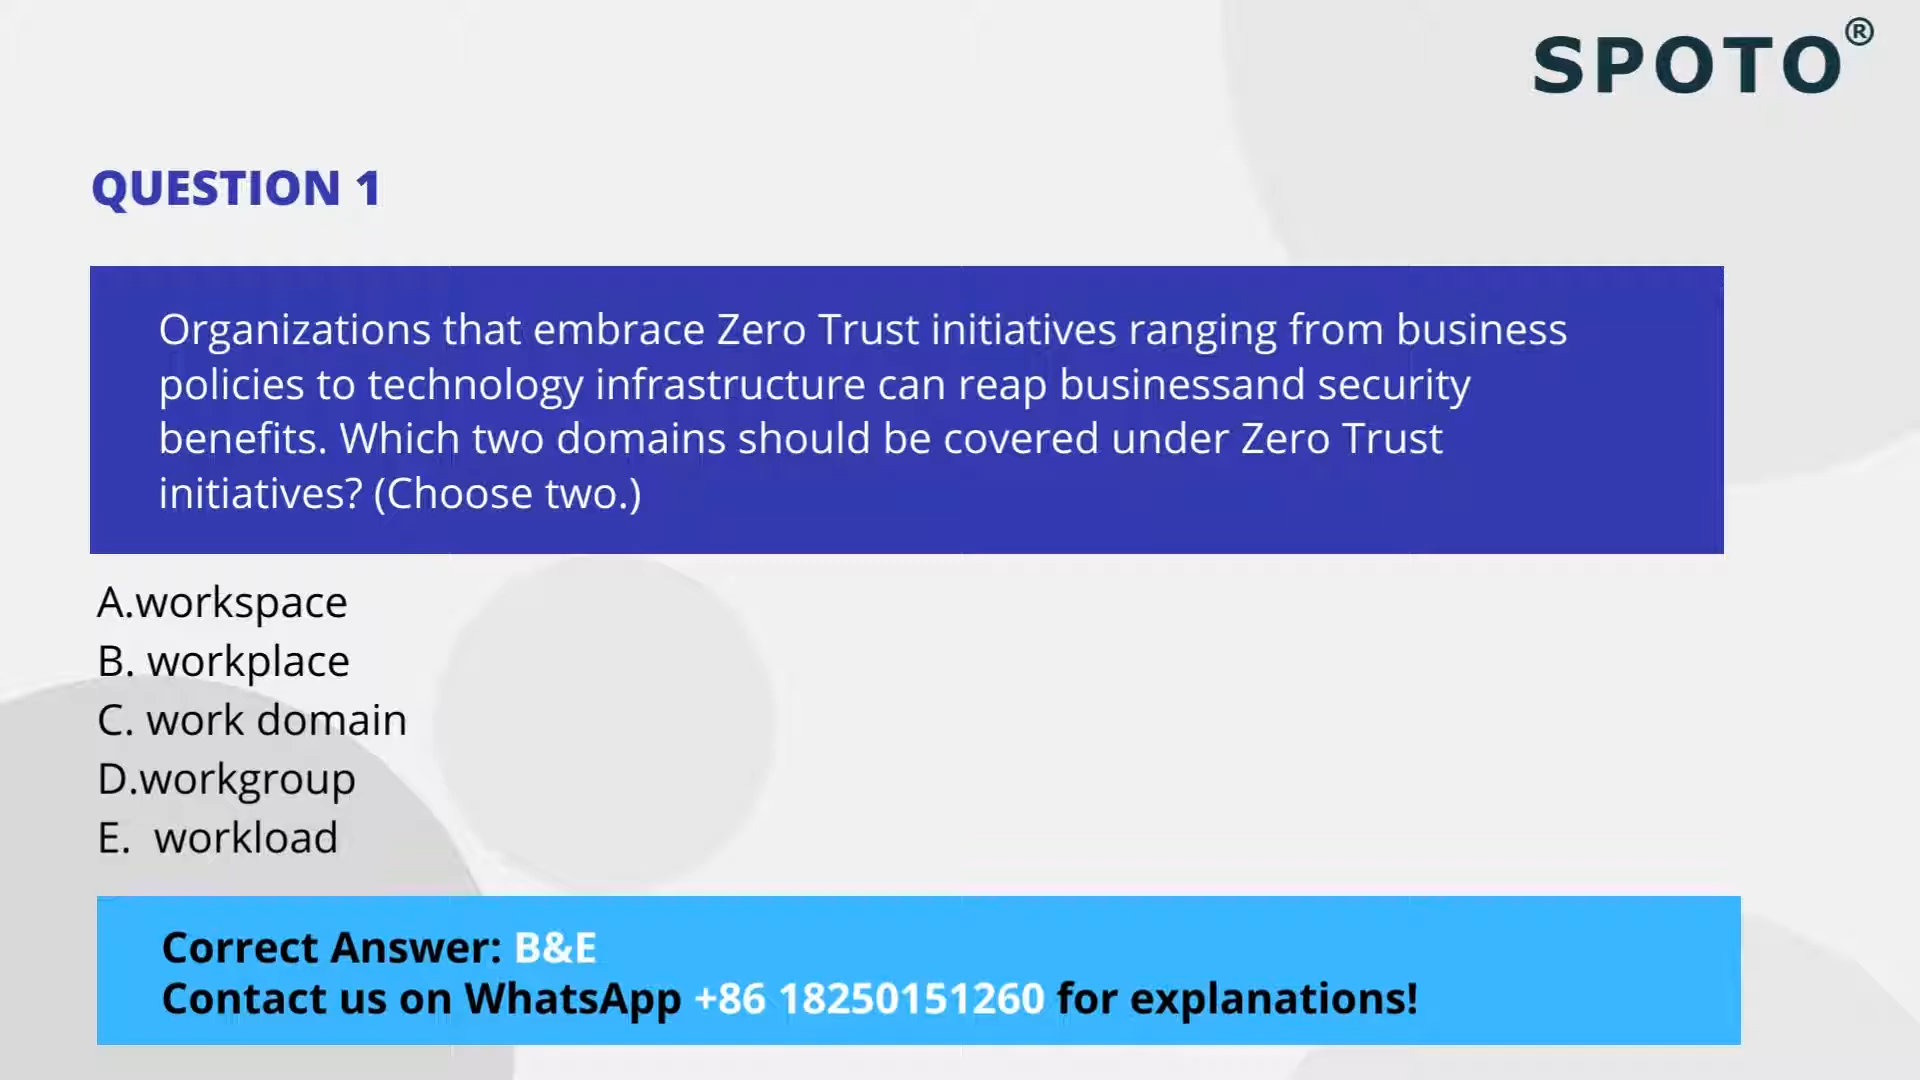 SPOTO®
QUESTION 1
Organizations that embrace Zero Trust initiatives ranging from business
policies to technology infrastructure can reap businessand security
benefits. Which two domains should be covered under Zero Trust
initiatives? (Choose two.)
A.workspace
B. workplace
C. work domain
D.workgroup
E.  workload
Correct Answer: B&E
Contact us on WhatsApp +86 18250151260 for explanations!